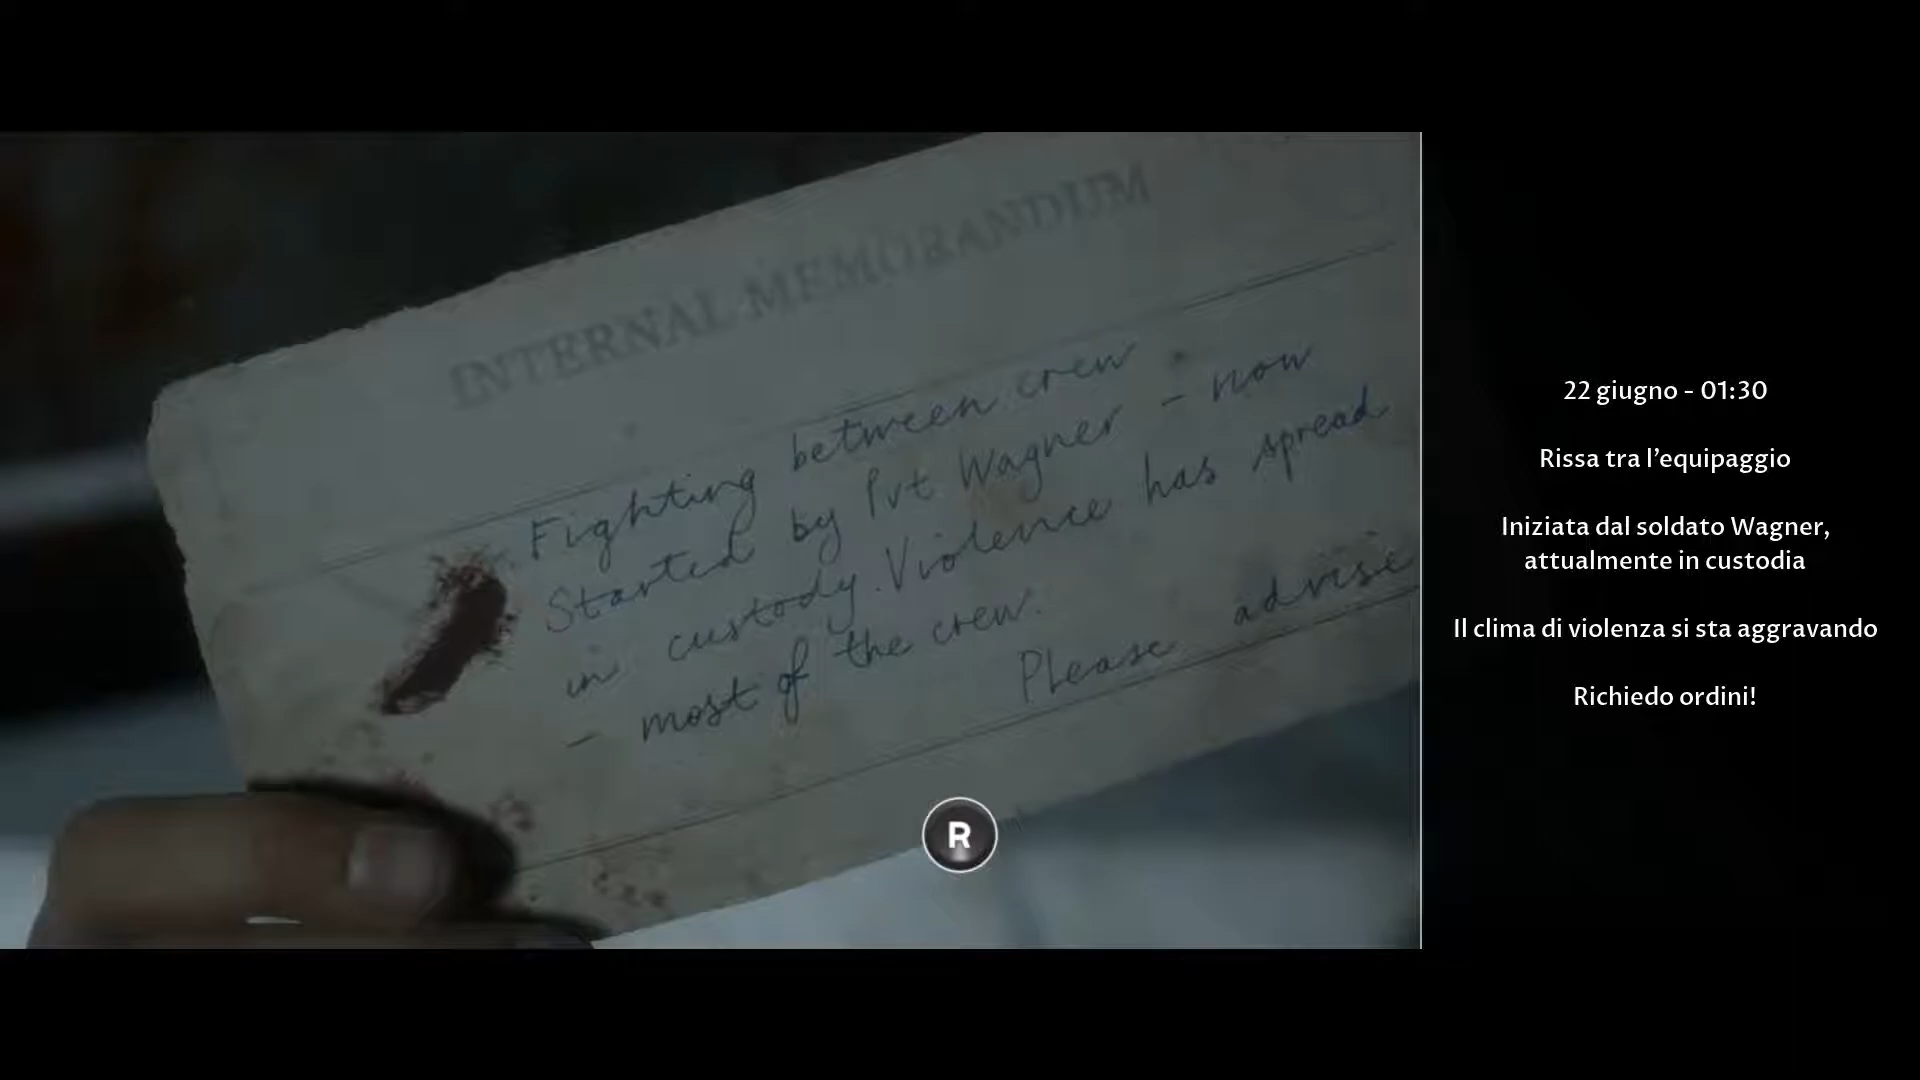 INTERNAL MEMORANDUM
Fighting between crew.
Started by Pvt Wagner - now
in custody. Violence has spread
- most of the crew.
Please advise
R
22 giugno - 01:30
Rissa tra l'equipaggio
Iniziata dal soldato Wagner,
attualmente in custodia
Il clima di violenza si sta aggravando
Richiedo ordini!